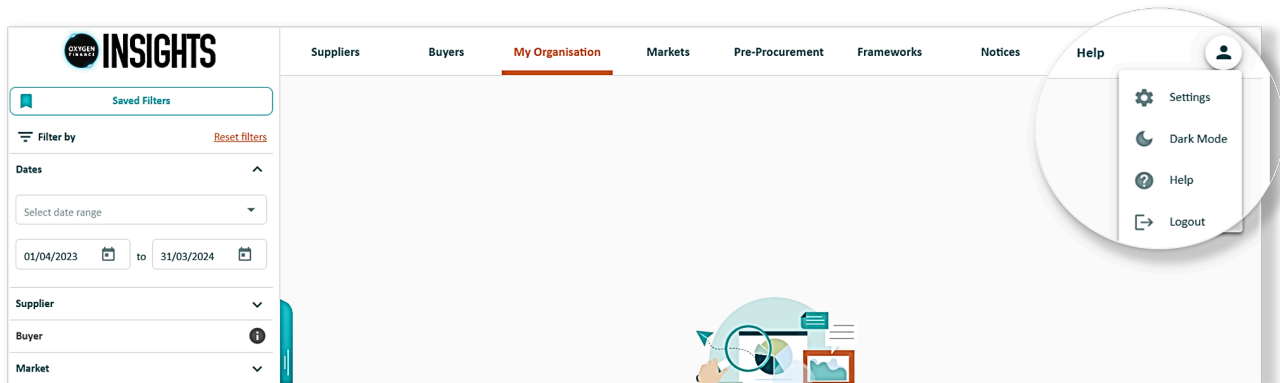 OXYGEN
FINANCE
INSIGHTS
Suppliers
Buyers
My Organisation
Markets
Pre-Procurement
Frameworks
Notices
Help
Saved Filters
Filter by
Reset filters
Dates
Select date range
01/04/2023
to
31/03/2024
Supplier
Buyer
Market
Settings
Dark Mode
Help
Logout